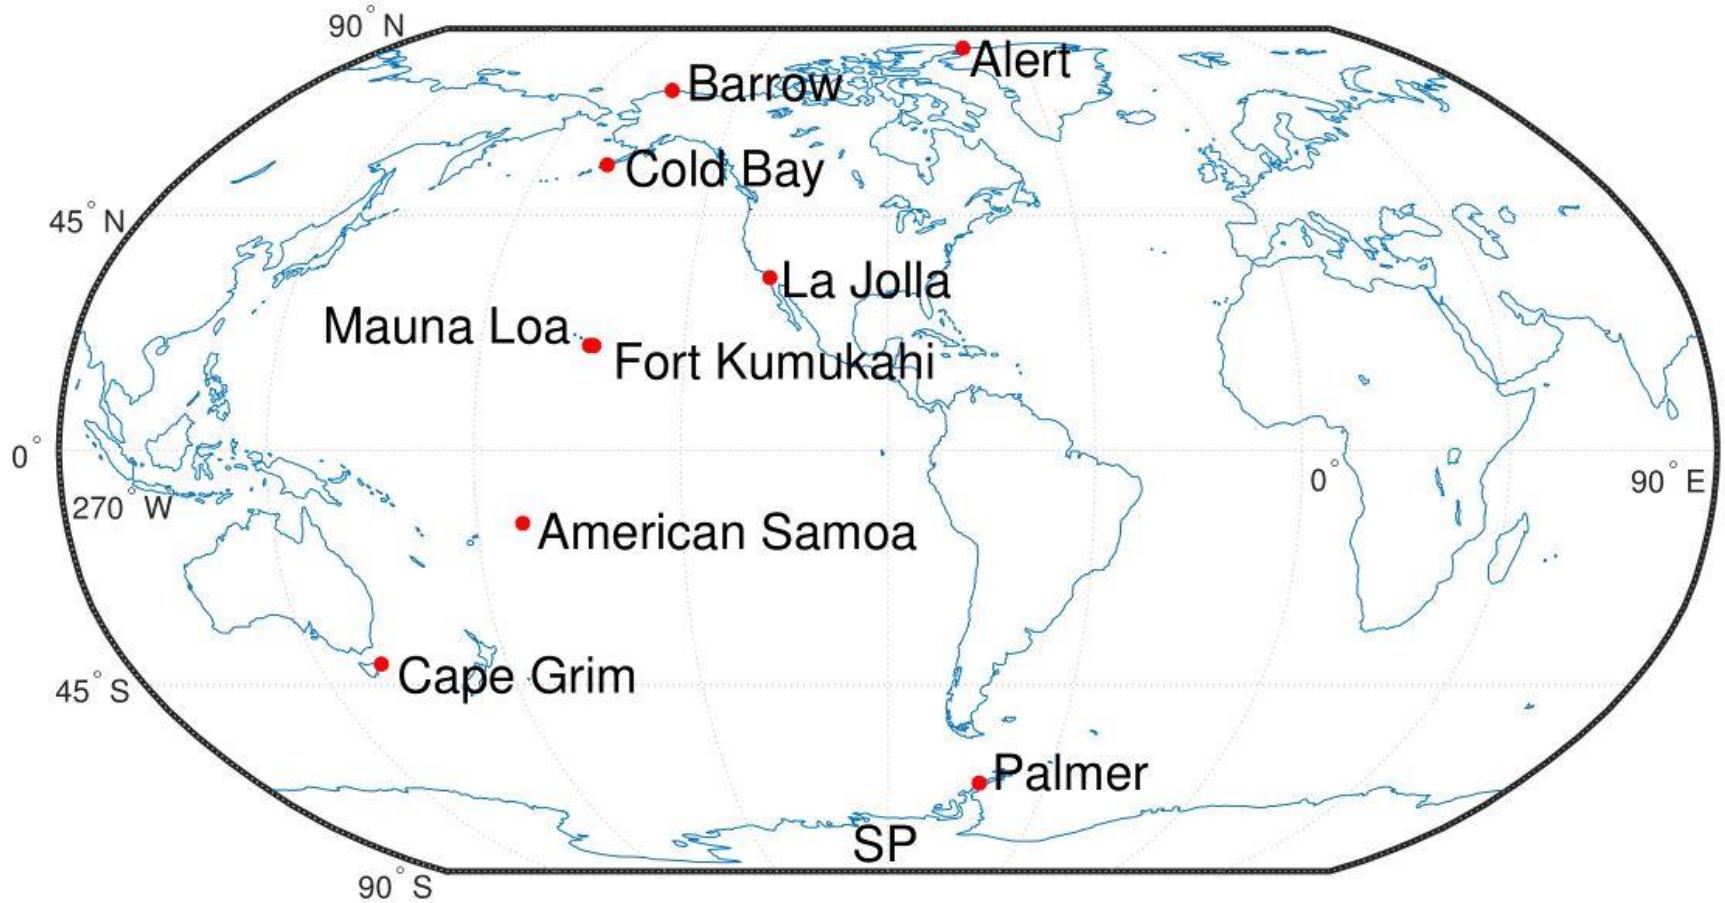 90° N
Alert
Barrow
Cold Bay
45° N
La Jolla
Mauna Loa
Fort Kumukahi
0°
0°
90° E
270° W
American Samoa
Cape Grim
45° S
Palmer
SP
90° S